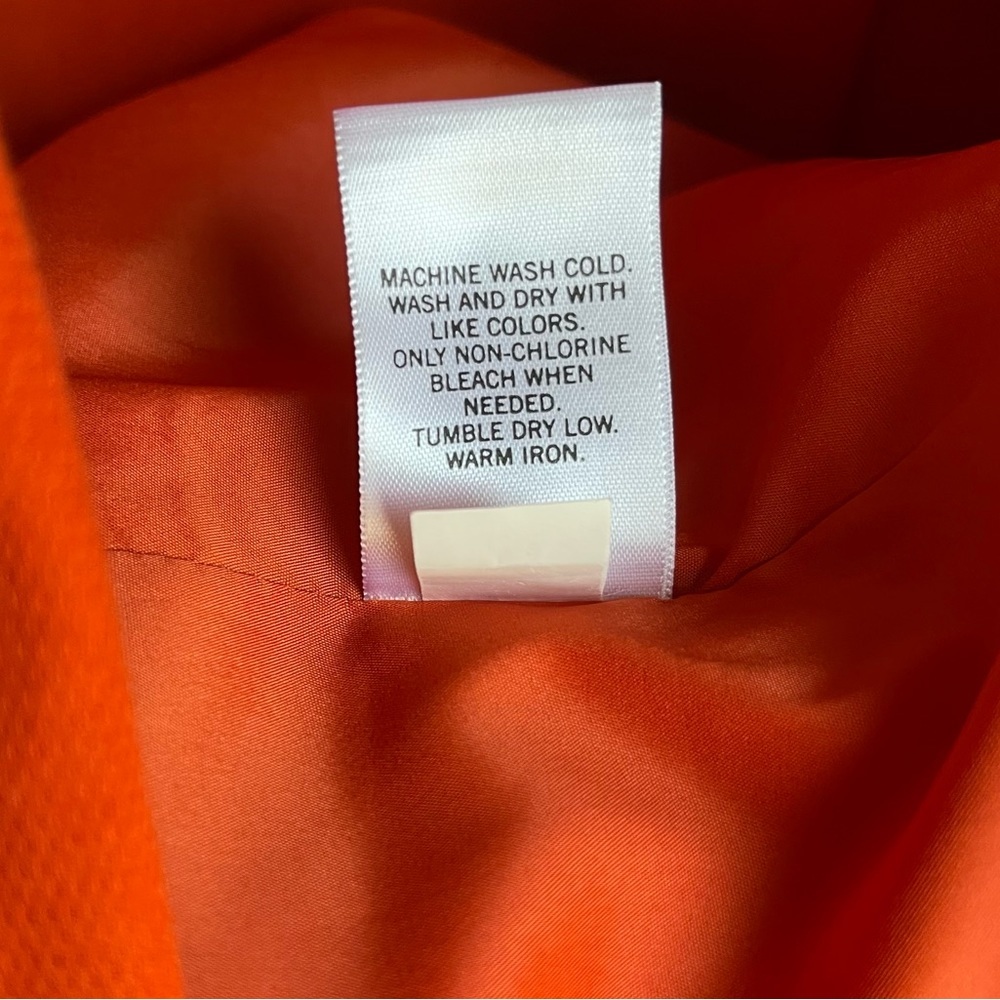 MACHINE WASH COLD.
WASH AND DRY WITH
LIKE COLORS.
ONLY NON-CHLORINE
BLEACH WHEN
NEEDED.
TUMBLE DRY LOW.
WARM IRON.